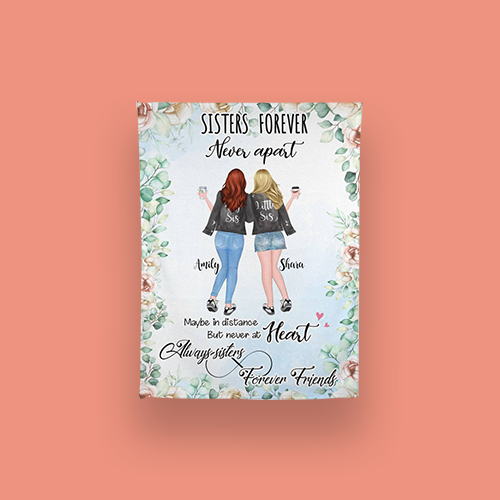 SISTERS FOREVER
Never apart
Sis
Little Sis
Amily
Shara
Maybe in distance
But never at Heart
Always sisters
Forever Friends